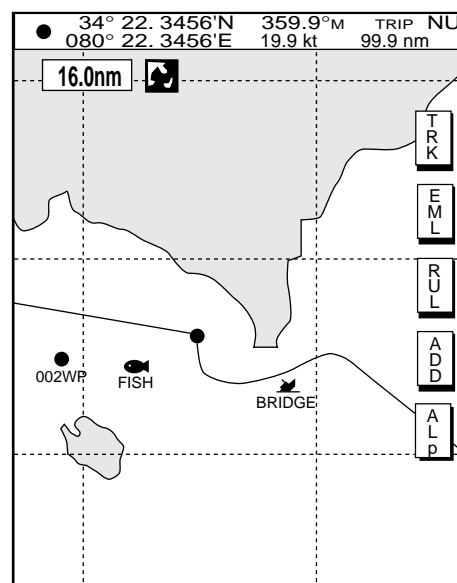 34° 22. 3456'N 359.9°M TRIP NU
080° 22. 3456'E 19.9 kt 99.9 nm
16.0nm
TRK
EML
RUL
ADD
ALp
002WP
FISH
BRIDGE